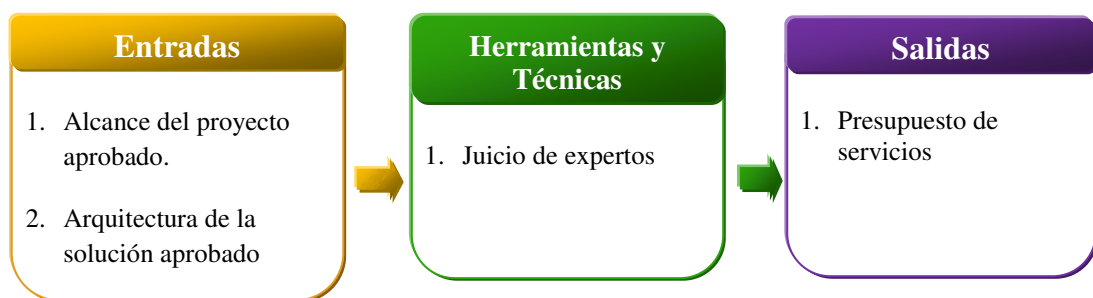 Entradas
1. Alcance del proyecto
aprobado.
2. Arquitectura de la
solución aprobado
Herramientas y
Técnicas
1. Juicio de expertos
Salidas
1. Presupuesto de
servicios